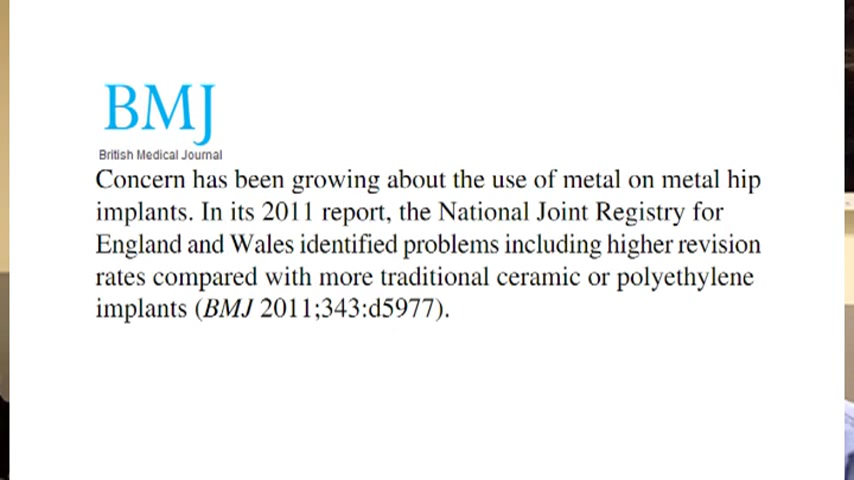 BMJ
British Medical Journal
Concern has been growing about the use of metal on metal hip
implants. In its 2011 report, the National Joint Registry for
England and Wales identified problems including higher revision
rates compared with more traditional ceramic or polyethylene
implants (BMJ 2011;343:d5977).